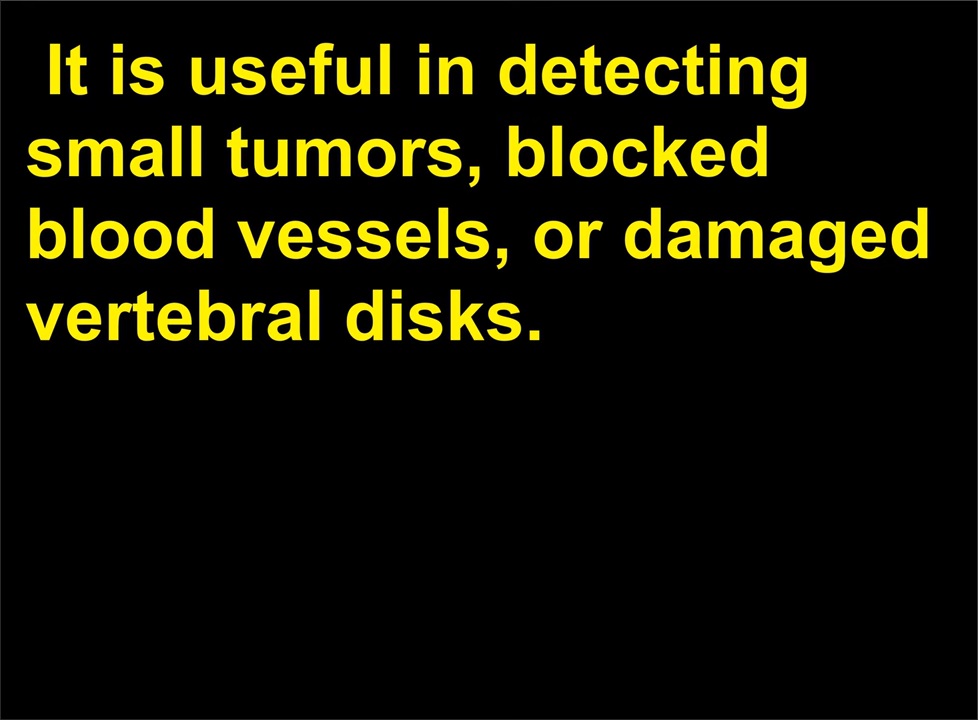 It is useful in detecting
small tumors, blocked
blood vessels, or damaged
vertebral disks.